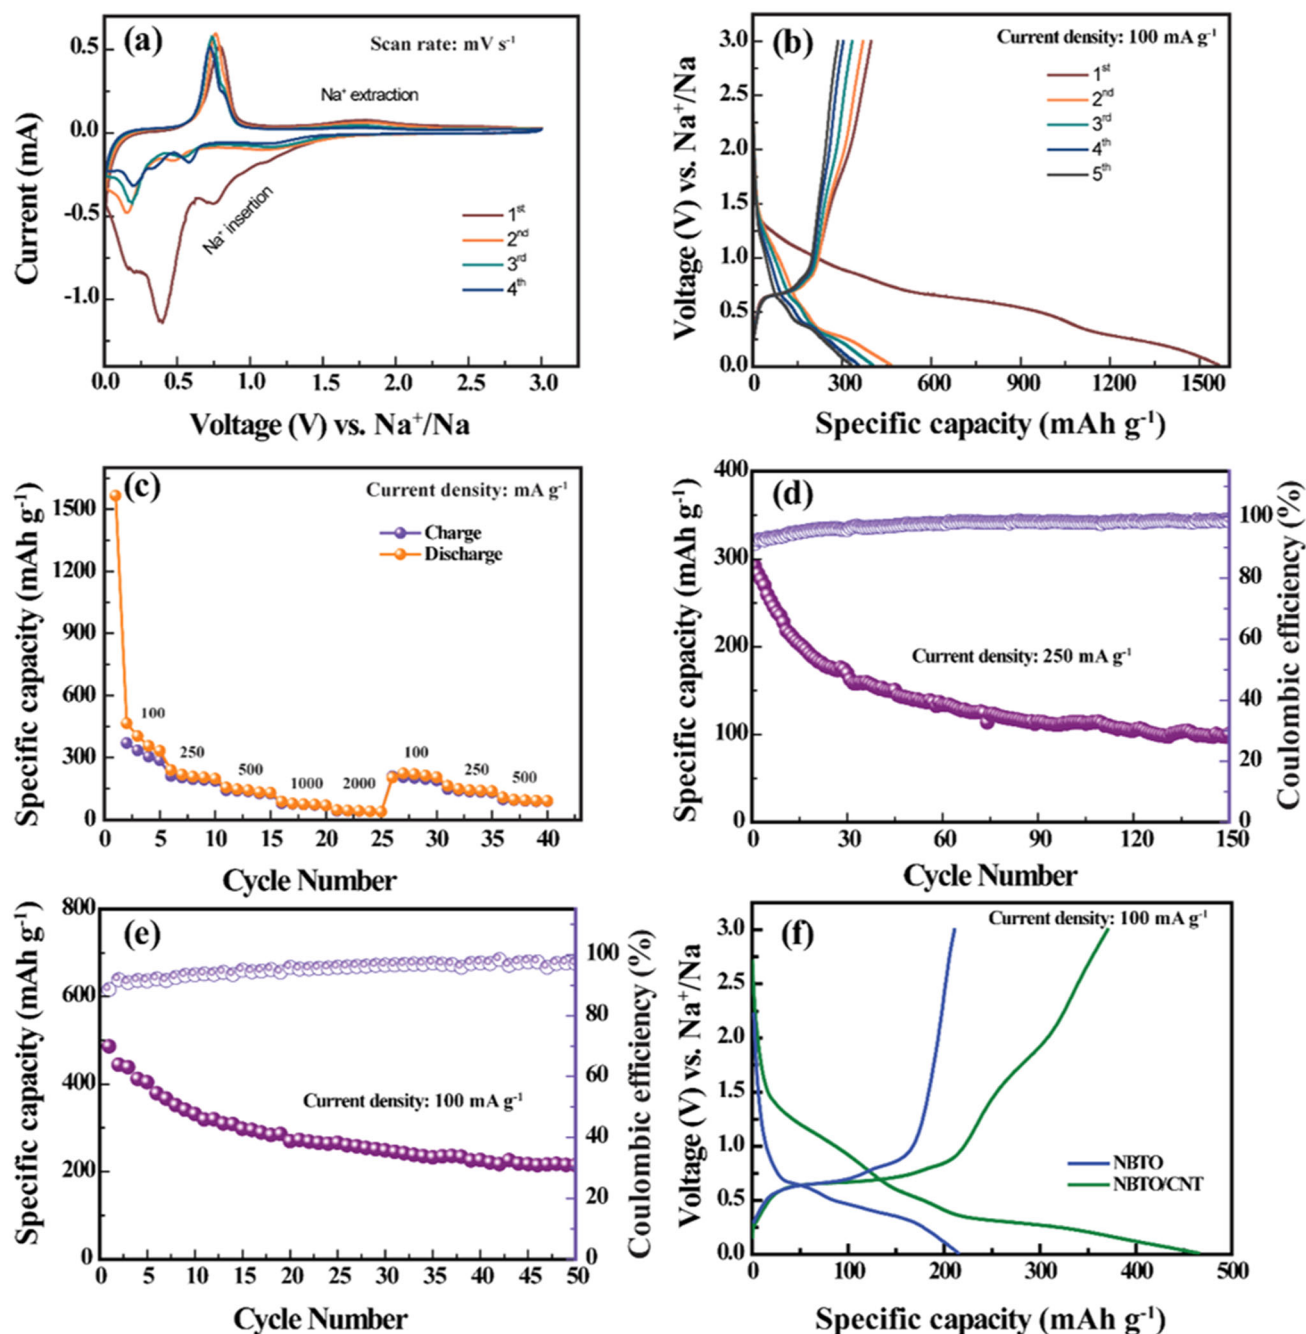 (a)
Scan rate: mV s⁻¹
Na⁺ extraction
Na⁺ insertion
1st
2nd
3rd
4th
0.5
0.0
-0.5
-1.0
Current (mA)
0.0 0.5 1.0 1.5 2.0 2.5 3.0
Voltage (V) vs. Na⁺/Na
(b)
Current density: 100 mA g⁻¹
1st
2nd
3rd
4th
5th
3.0
2.5
2.0
1.5
1.0
0.5
0.0
Voltage (V) vs. Na⁺/Na
0 300 600 900 1200 1500
Specific capacity (mAh g⁻¹)
(c)
Current density: mA g⁻¹
Charge
Discharge
1500
1200
900
600
300
0
Specific capacity (mAh g⁻¹)
100
250
500
1000
2000
100
250
500
0 5 10 15 20 25 30 35 40
Cycle Number
(d)
Current density: 250 mA g⁻¹
400
300
200
100
0
Specific capacity (mAh g⁻¹)
100
80
60
40
20
0
Coulombic efficiency (%)
0 30 60 90 120 150
Cycle Number
(e)
Current density: 100 mA g⁻¹
800
600
400
200
0
Specific capacity (mAh g⁻¹)
100
80
60
40
20
0
Coulombic efficiency (%)
0 5 10 15 20 25 30 35 40 45 50
Cycle Number
(f)
Current density: 100 mA g⁻¹
NBTO
NBTO/CNT
3.0
2.5
2.0
1.5
1.0
0.5
0.0
Voltage (V) vs. Na⁺/Na
0 100 200 300 400 500
Specific capacity (mAh g⁻¹)